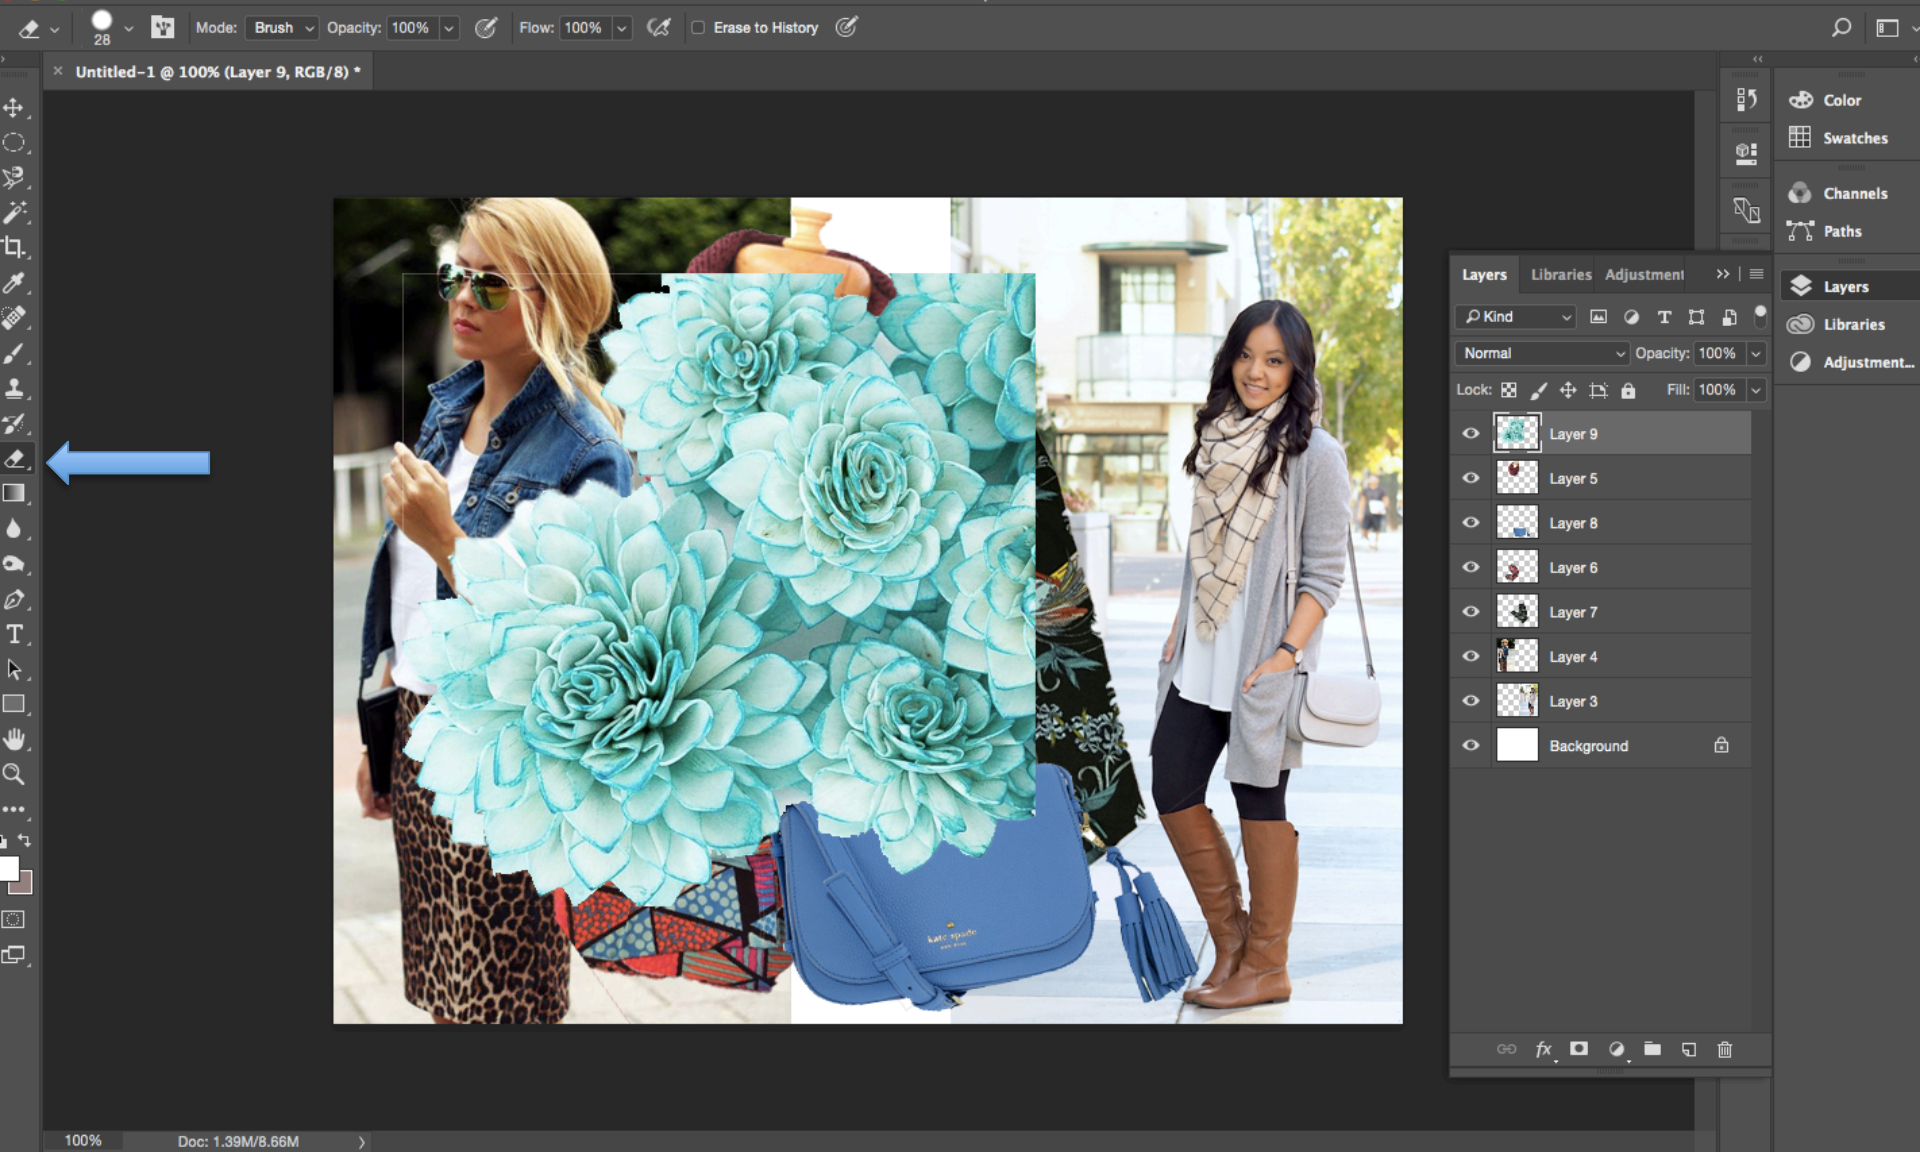 28
Mode: Brush Opacity: 100% Flow: 100% Erase to History
Untitled-1 @ 100% (Layer 9, RGB/8) *
Color
Swatches
Channels
Paths
Layers
Libraries
Adjustment...
Layers Libraries Adjustment
Kind
Normal Opacity: 100%
Lock: Fill: 100%
Layer 9
Layer 5
Layer 8
Layer 6
Layer 7
Layer 4
Layer 3
Background
kate spade
NEW YORK
100% Doc: 1.39M/8.66M